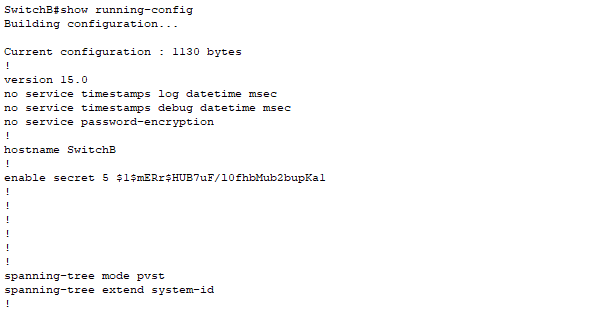 SwitchB#show running-config
Building configuration...
Current configuration : 1130 bytes
!
version 15.0
no service timestamps log datetime msec
no service timestamps debug datetime msec
no service password-encryption
!
hostname SwitchB
!
enable secret 5 $1$mERr$HUB7uF/l0fhbMub2bupKa1
!
!
!
!
!
!
spanning-tree mode pvst
spanning-tree extend system-id
!